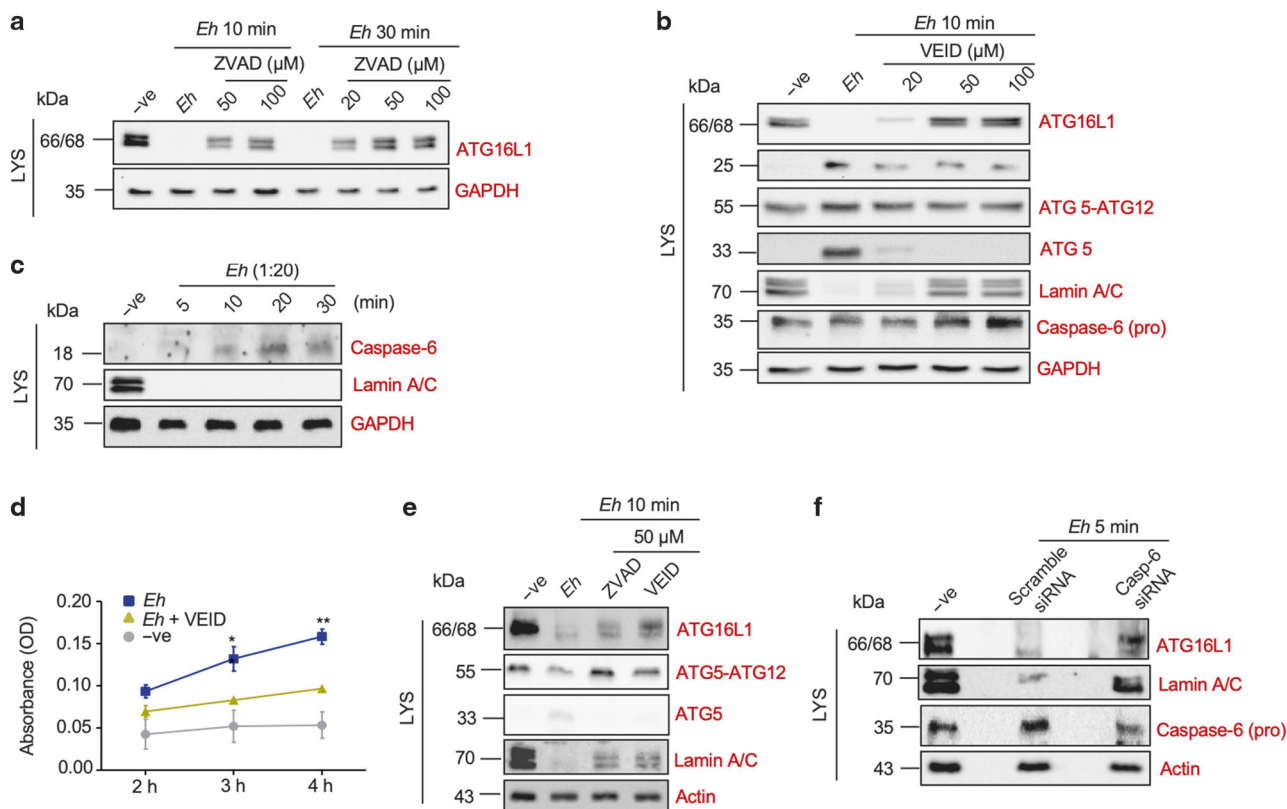 a
Eh 10 min Eh 30 min
ZVAD (µM) ZVAD (µM)
kDa –ve Eh 50 100 Eh 20 50 100
LYS
66/68 ATG16L1
35 GAPDH
b
Eh 10 min
VEID (µM)
kDa –ve Eh 20 50 100
LYS
66/68 ATG16L1
25
55 ATG 5-ATG12
33 ATG 5
70 Lamin A/C
35 Caspase-6 (pro)
35 GAPDH
c
Eh (1:20)
kDa –ve 5 10 20 30 (min)
LYS
18 Caspase-6
70 Lamin A/C
35 GAPDH
d
Absorbance (OD)
0.20
0.15
0.10
0.05
0.00
Eh
Eh + VEID
–ve
*
**
2 h 3 h 4 h
e
Eh 10 min
50 µM
kDa –ve Eh ZVAD VEID
LYS
66/68 ATG16L1
55 ATG5-ATG12
33 ATG5
70 Lamin A/C
43 Actin
f
Eh 5 min
kDa –ve Scramble siRNA Casp-6 siRNA
LYS
66/68 ATG16L1
70 Lamin A/C
35 Caspase-6 (pro)
43 Actin